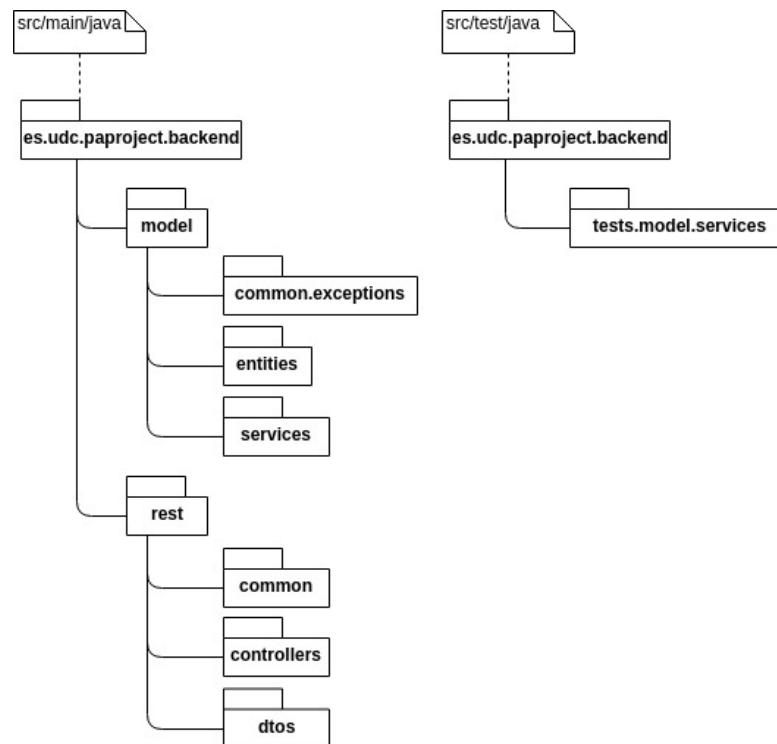 src/main/java
src/test/java
es.udc.paproject.backend
es.udc.paproject.backend
model
tests.model.services
common.exceptions
entities
services
rest
common
controllers
dtos